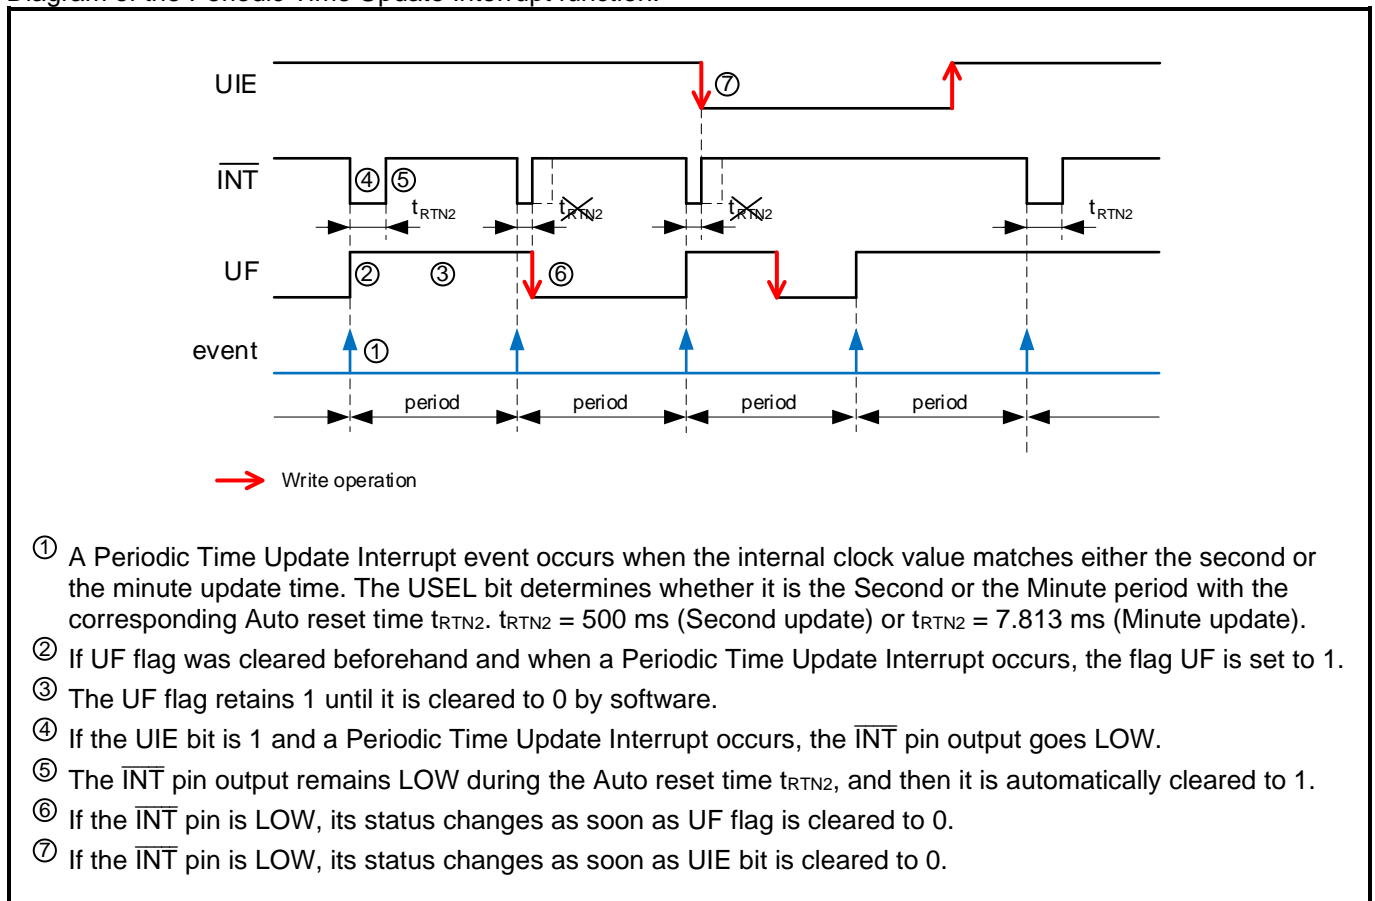 Diagram of the Periodic Time Update Interrupt function:
UIE
⑦
INT
④ ⑤
tRTN2 tRTN2 tRTN2 tRTN2
UF
② ③ ⑥
event
①
period period period period
Write operation
① A Periodic Time Update Interrupt event occurs when the internal clock value matches either the second or
the minute update time. The USEL bit determines whether it is the Second or the Minute period with the
corresponding Auto reset time tRTN2. tRTN2 = 500 ms (Second update) or tRTN2 = 7.813 ms (Minute update).
② If UF flag was cleared beforehand and when a Periodic Time Update Interrupt occurs, the flag UF is set to 1.
③ The UF flag retains 1 until it is cleared to 0 by software.
④ If the UIE bit is 1 and a Periodic Time Update Interrupt occurs, the INT pin output goes LOW.
⑤ The INT pin output remains LOW during the Auto reset time tRTN2, and then it is automatically cleared to 1.
⑥ If the INT pin is LOW, its status changes as soon as UF flag is cleared to 0.
⑦ If the INT pin is LOW, its status changes as soon as UIE bit is cleared to 0.